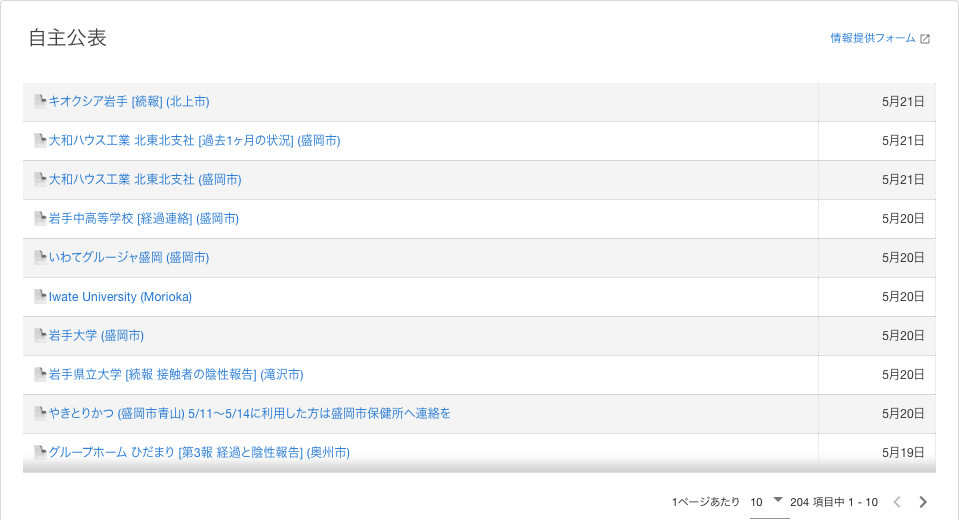 自主公表
情報提供フォーム
キオクシア岩手 [続報] (北上市) 5月21日
大和ハウス工業 北東北支社 [過去1ヶ月の状況] (盛岡市) 5月21日
大和ハウス工業 北東北支社 (盛岡市) 5月21日
岩手中高等学校 [経過連絡] (盛岡市) 5月20日
いわてグルージャ盛岡 (盛岡市) 5月20日
Iwate University (Morioka) 5月20日
岩手大学 (盛岡市) 5月20日
岩手県立大学 [続報 接触者の陰性報告] (滝沢市) 5月20日
やきとりかつ (盛岡市青山) 5/11〜5/14に利用した方は盛岡市保健所へ連絡を 5月20日
グループホーム ひだまり [第3報 経過と陰性報告] (奥州市) 5月19日
1ページあたり 10 204 項目中 1 - 10